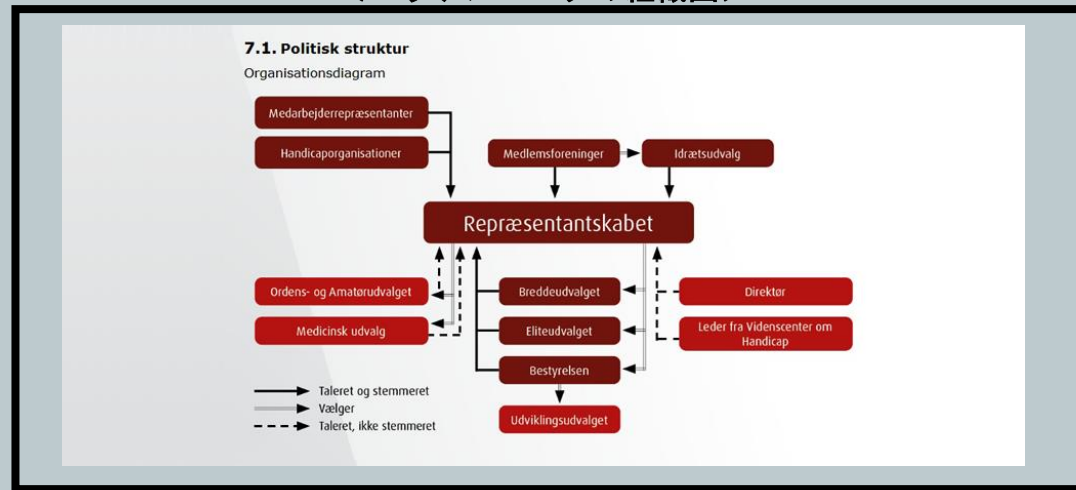 7.1. Politisk struktur
Organisationsdiagram
Medarbejderrepræsentanter
Handicaporganisationer
Medlemsforeninger
Idrætsudvalg
Repræsentantskabet
Ordens- og Amatørudvalget
Breddeudvalget
Direktør
Medicinsk udvalg
Eliteudvalget
Leder fra Videnscenter om
Handicap
Bestyrelsen
Udviklingsudvalget
Taleret og stemmeret
Vælger
Taleret, ikke stemmeret